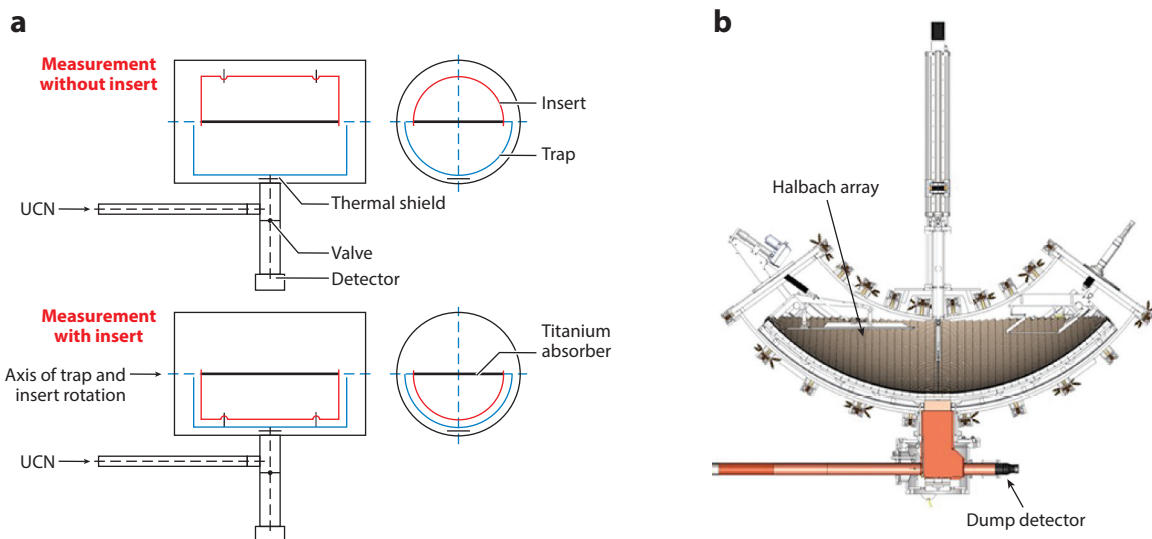 a
Measurement
without insert
Insert
Trap
Thermal shield
UCN
Valve
Detector
Measurement
with insert
Titanium
absorber
Axis of trap and
insert rotation
UCN
b
Halbach array
Dump detector